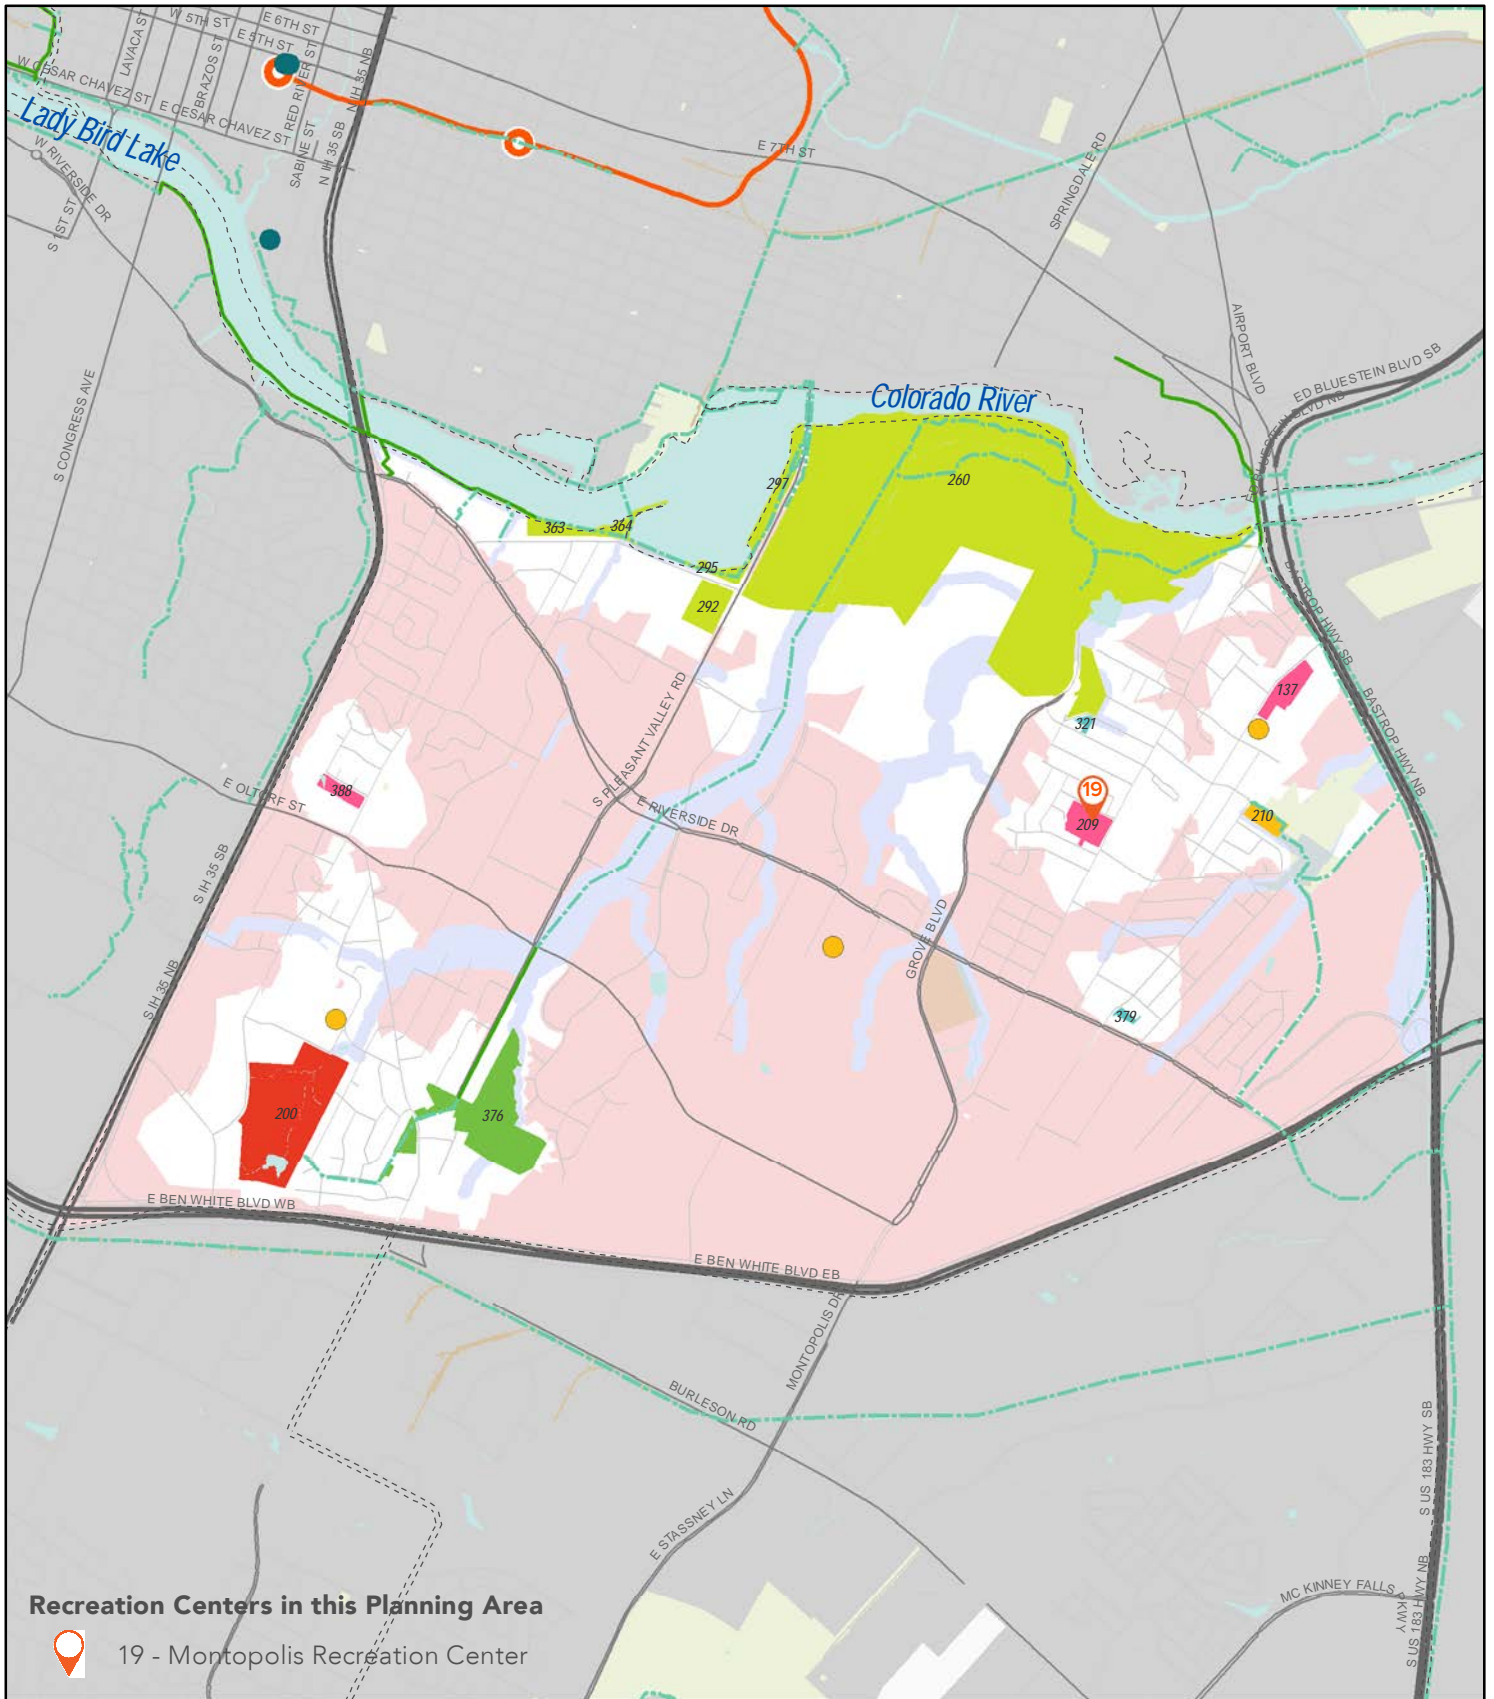 W 5TH ST
E 6TH ST
E 5TH ST
LAVACA ST
BRAZOS ST
RED RIVER ST
N IH 35 NB
W CESAR CHAVEZ ST
E CESAR CHAVEZ ST
SABINE ST
N IH 35 SB
Lady Bird Lake
W RIVERSIDE DR
S 1ST ST
E 7TH ST
SPRINGDALE RD
AIRPORT BLVD
ED BLUESTEIN BLVD SB
ED BLUESTEIN BLVD NB
S CONGRESS AVE
Colorado River
297
260
363
364
295
292
BASTROP HWY SB
BASTROP HWY NB
137
321
S PLEASANT VALLEY RD
388
E OLTORF ST
E RIVERSIDE DR
19
209
210
S IH 35 SB
GROVE BLVD
S IH 35 NB
379
200
376
E BEN WHITE BLVD WB
E BEN WHITE BLVD EB
MONTOPOLIS DR
BURLESON RD
E STASSNEY LN
S US 183 HWY SB
S US 183 HWY NB
MC KINNEY FALLS PKWY
Recreation Centers in this Planning Area
19 - Montopolis Recreation Center